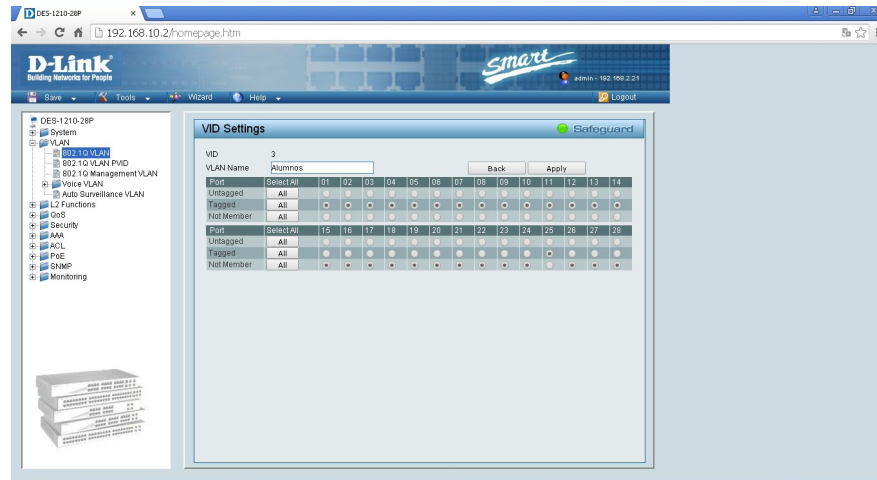 DES-1210-28P
192.168.10.2/homepage.htm
D-Link
Building Networks for People
smart
admin - 192.168.2.21
Save Tools Wizard Help Logout
DES-1210-28P
System
VLAN
802.1Q VLAN
802.1Q VLAN PVID
802.1Q Management VLAN
Voice VLAN
Auto Surveillance VLAN
L2 Functions
QoS
Security
AAA
ACL
PoE
SNMP
Monitoring
VID Settings Safeguard
VID 3
VLAN Name Alumnos Back Apply
Port Select All 01 02 03 04 05 06 07 08 09 10 11 12 13 14
Untagged All
Tagged All
Not Member All
Port Select All 15 16 17 18 19 20 21 22 23 24 25 26 27 28
Untagged All
Tagged All
Not Member All